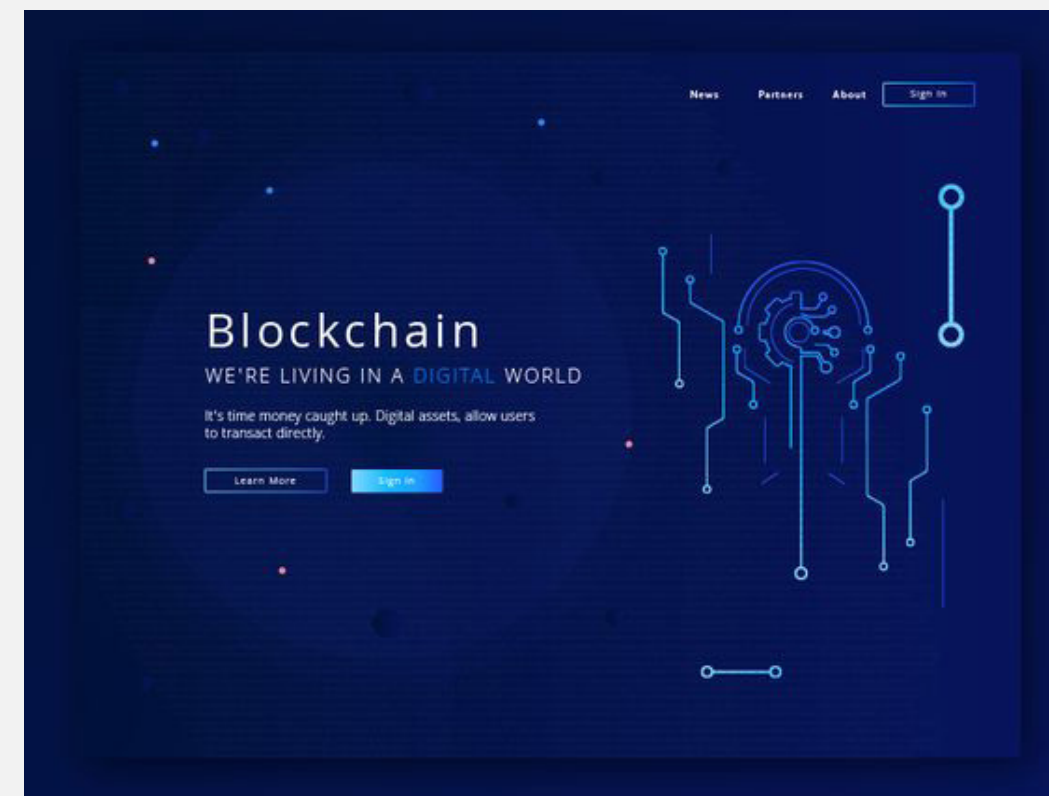 News Partners About Sign In
Blockchain
WE'RE LIVING IN A DIGITAL WORLD
It's time money caught up. Digital assets, allow users
to transact directly.
Learn More Sign In